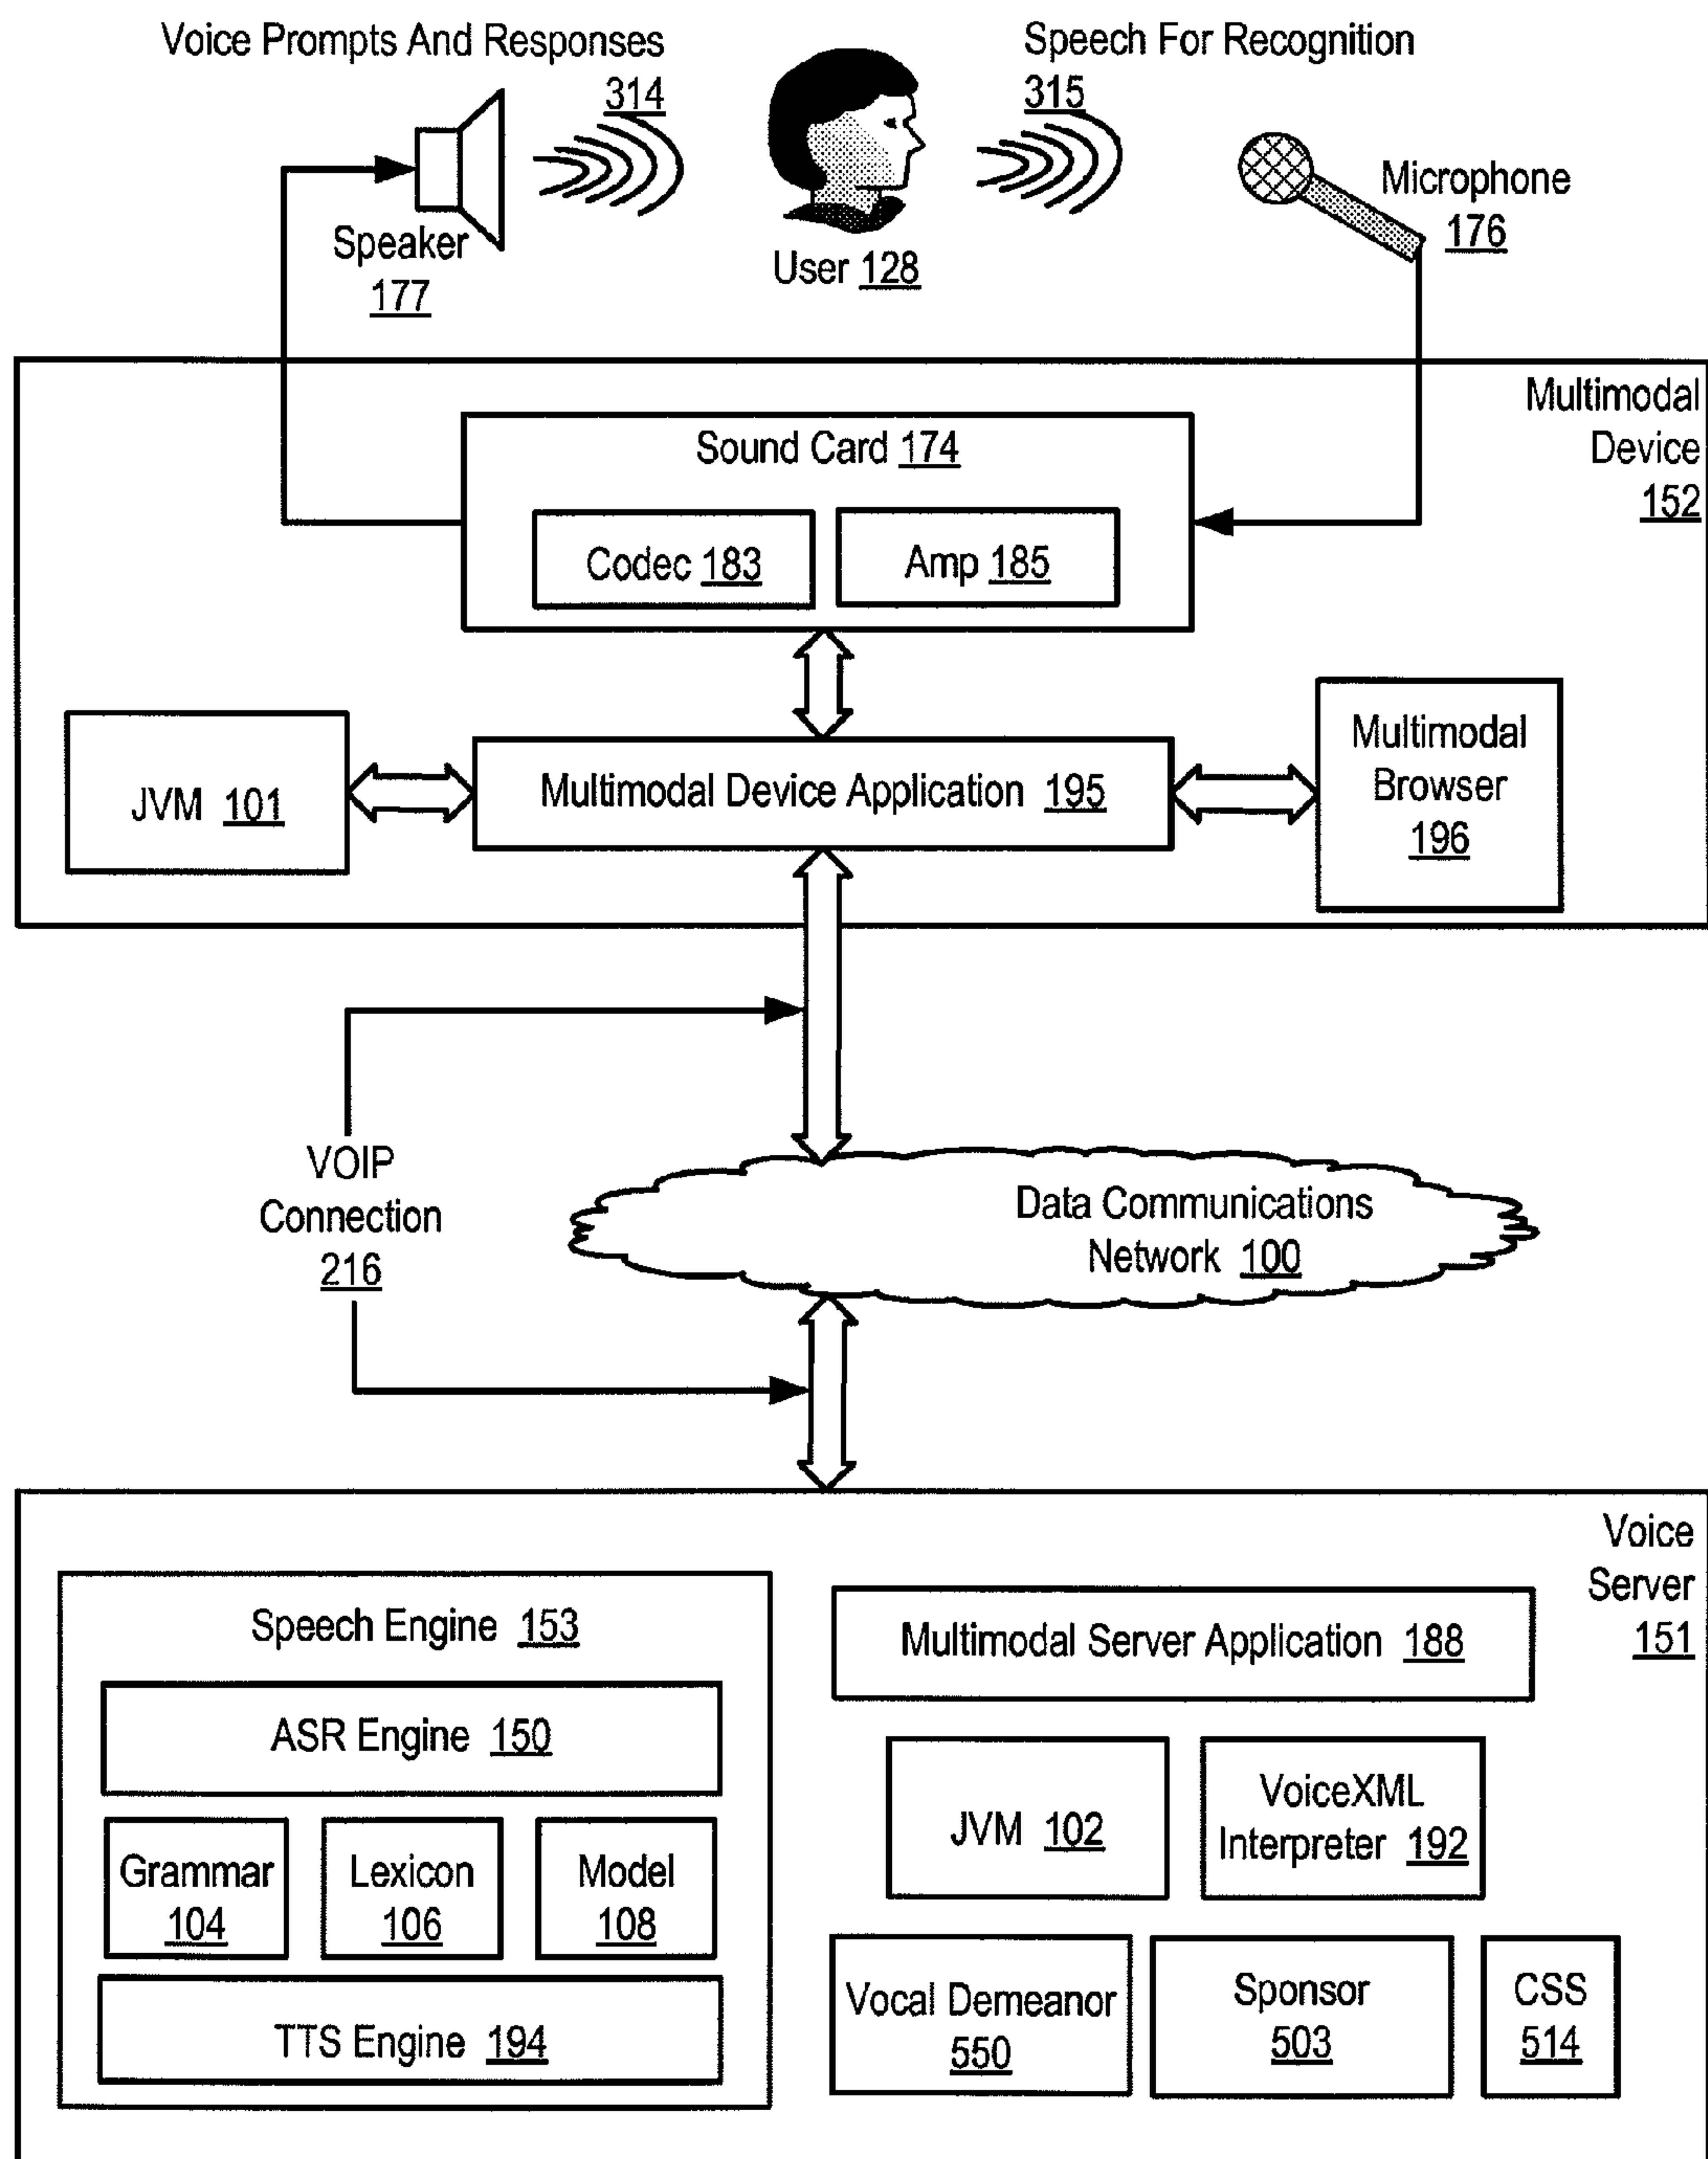 Voice Prompts And Responses
314
Speech For Recognition
315
Speaker
177
User 128
Microphone
176
Multimodal
Device
152
Sound Card 174
Codec 183
Amp 185
JVM 101
Multimodal Device Application 195
Multimodal
Browser
196
VOIP
Connection
216
Data Communications
Network 100
Voice
Server
151
Speech Engine 153
ASR Engine 150
Grammar
104
Lexicon
106
Model
108
TTS Engine 194
Multimodal Server Application 188
JVM 102
VoiceXML
Interpreter 192
Vocal Demeanor
550
Sponsor
503
CSS
514